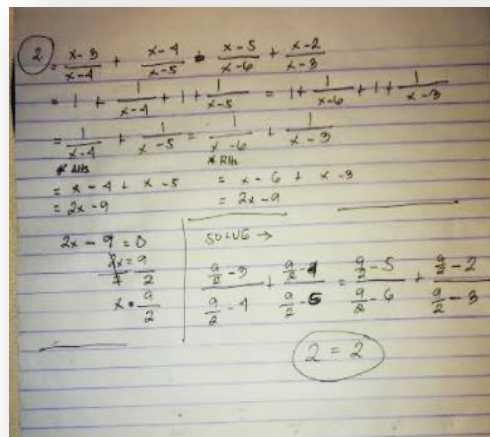 2.
= x-3/x-4 + x-4/x-5 = x-5/x-6 + x-2/x-3
= 1 + 1/x-4 + 1 + 1/x-5 = 1 + 1/x-6 + 1 + 1/x-3
= 1/x-4 + 1/x-5 = 1/x-6 + 1/x-3
* LHS
= x-4 + x-5
= 2x-9
* RHS
= x-6 + x-3
= 2x-9
2x - 9 = 0
2x/2 = 9/2
x = 9/2
SOLVE →
9/2-3 / 9/2-4 + 9/2-4 / 9/2-5 = 9/2-5 / 9/2-6 + 9/2-2 / 9/2-3
2 = 2